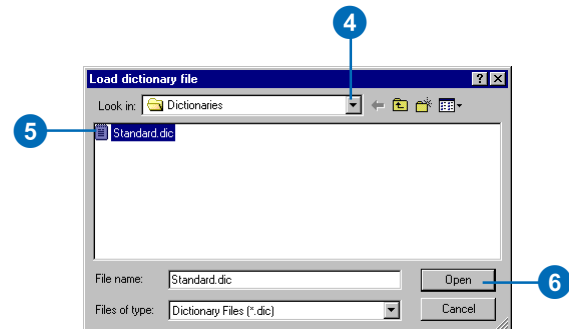 4
Load dictionary file
Look in: Dictionaries
5
Standard.dic
File name: Standard.dic Open
6
Files of type: Dictionary Files (*.dic) Cancel